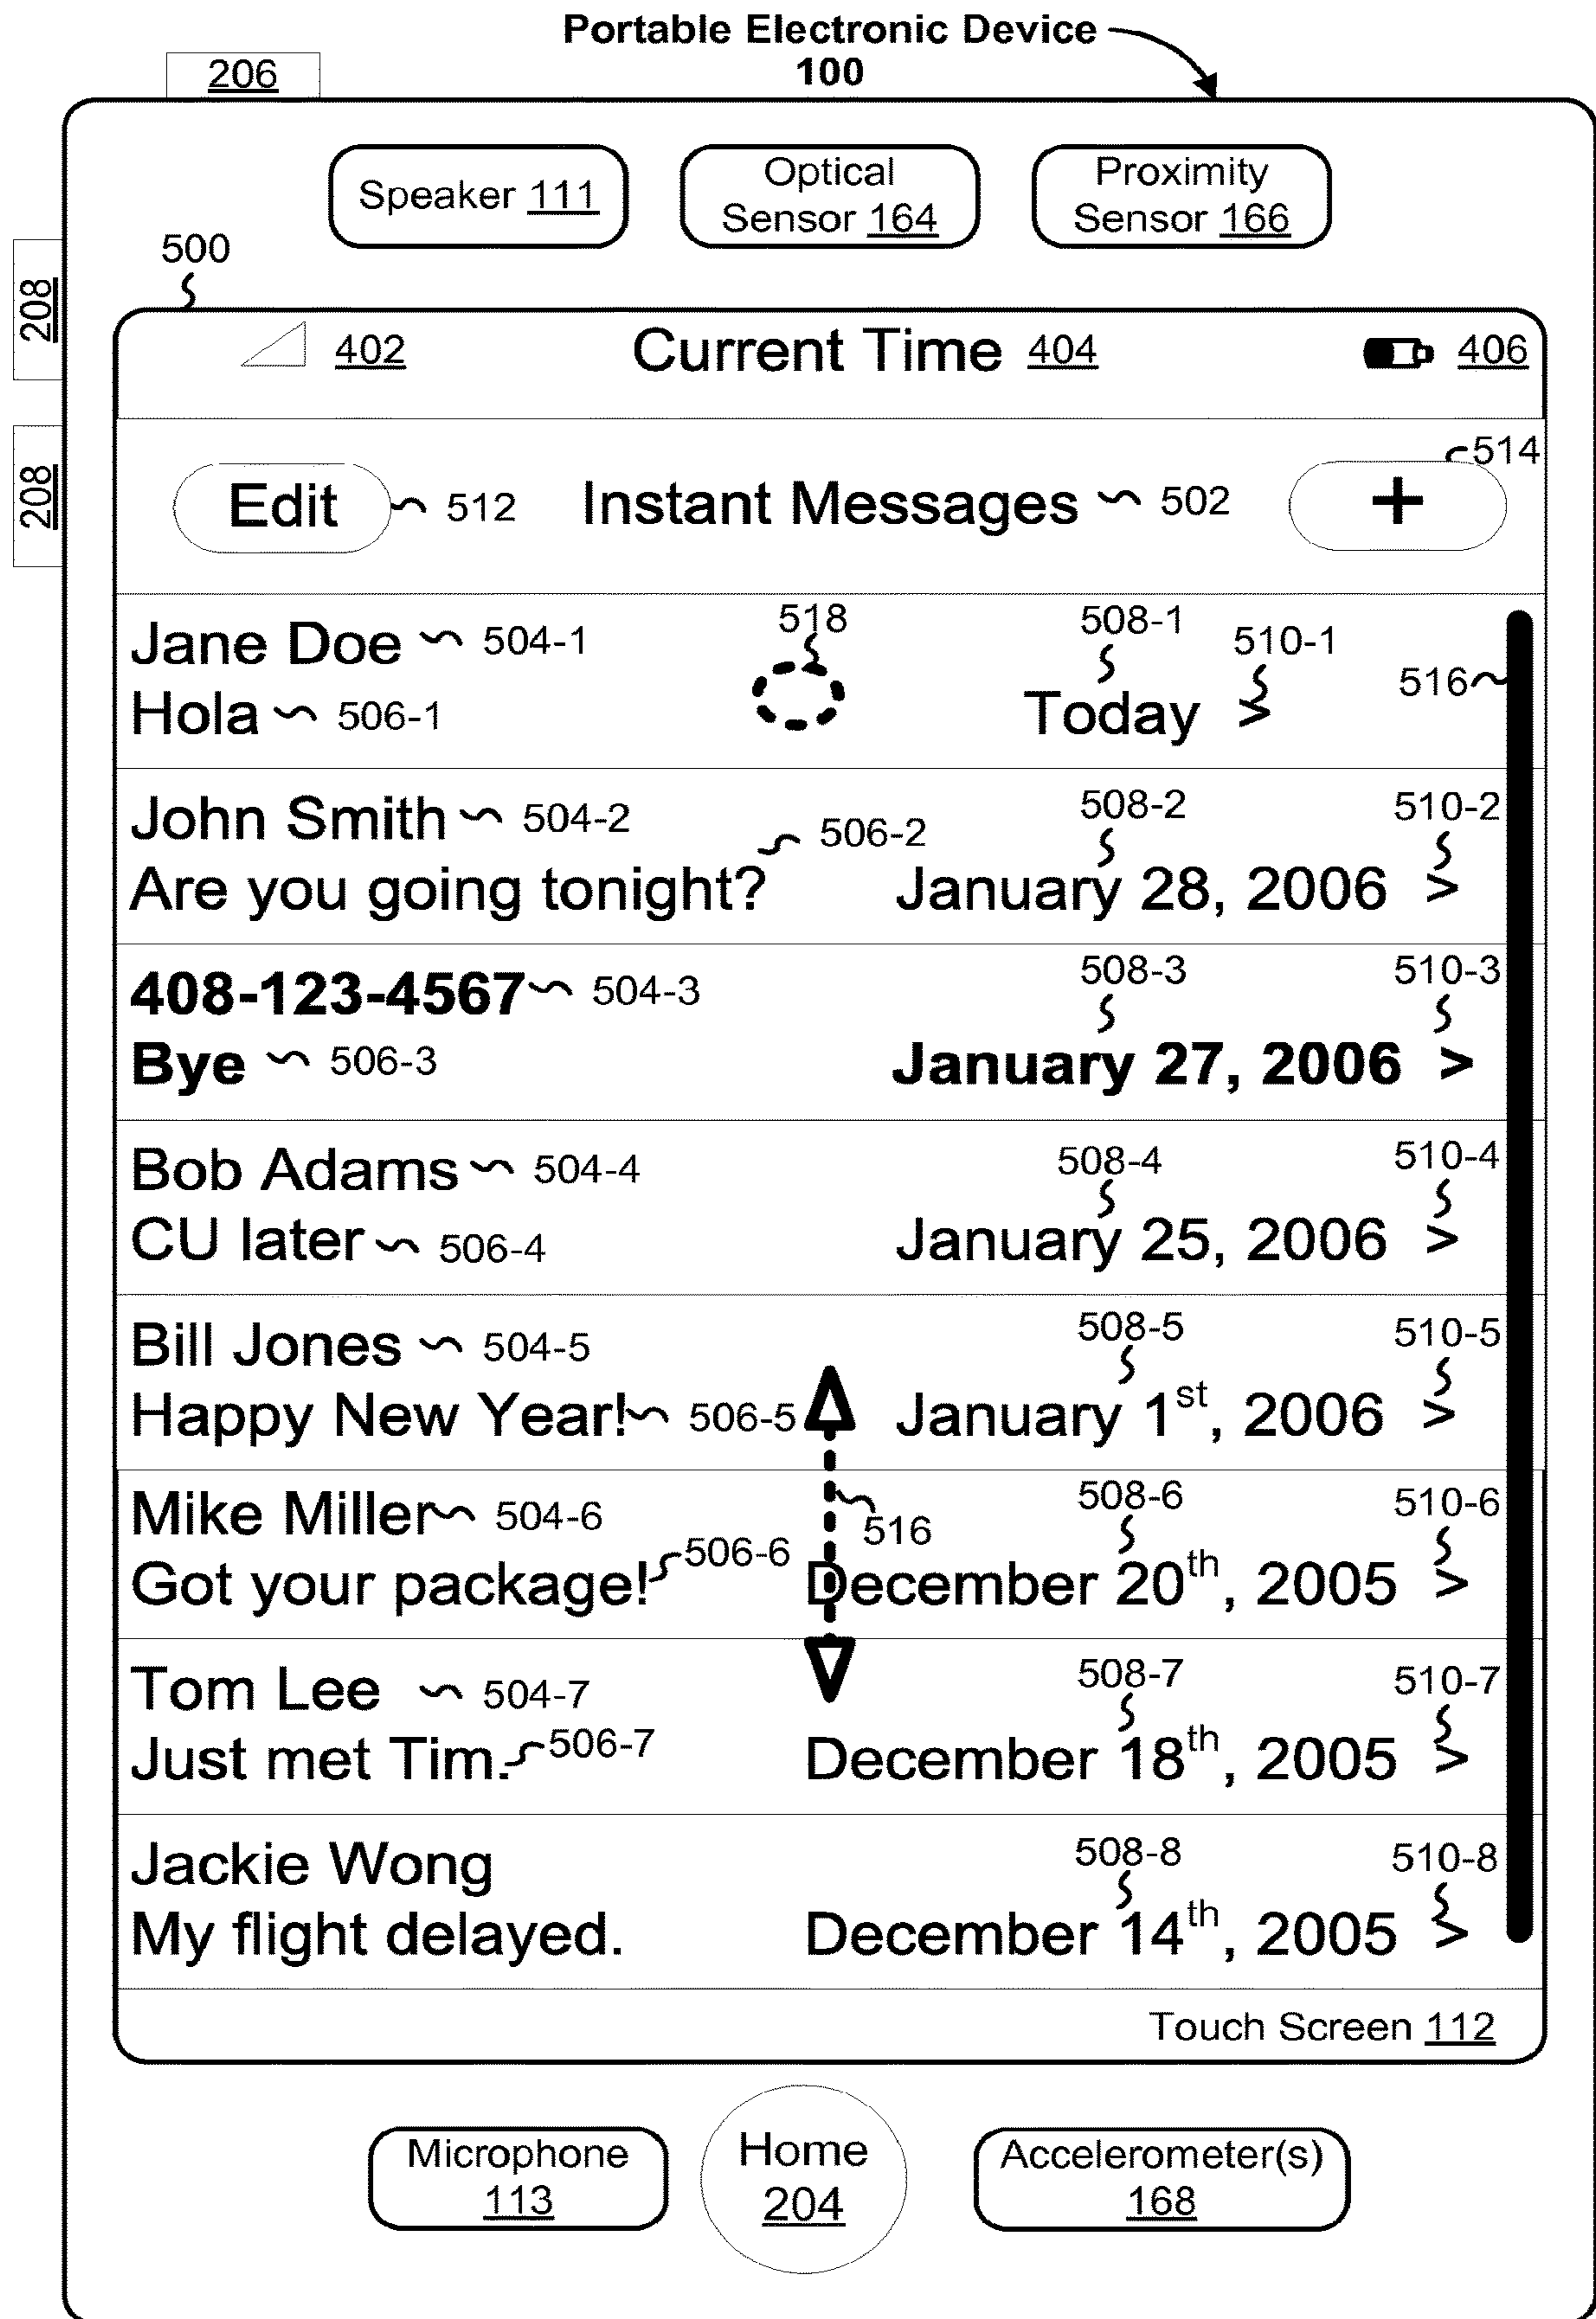 Portable Electronic Device
100
206
Speaker 111
Optical
Sensor 164
Proximity
Sensor 166
500
208
208
402
Current Time 404
406
514
Edit 512 Instant Messages 502 +
Jane Doe 504-1 518 508-1 510-1
516
Hola 506-1 Today >
John Smith 504-2 506-2 508-2 510-2
Are you going tonight? January 28, 2006 >
408-123-4567 504-3 508-3 510-3
Bye 506-3 January 27, 2006 >
Bob Adams 504-4 508-4 510-4
CU later 506-4 January 25, 2006 >
Bill Jones 504-5 508-5 510-5
Happy New Year! 506-5 January 1st, 2006 >
Mike Miller 504-6 516 508-6 510-6
Got your package! 506-6 December 20th, 2005 >
Tom Lee 504-7 508-7 510-7
Just met Tim. 506-7 December 18th, 2005 >
Jackie Wong 508-8 510-8
My flight delayed. December 14th, 2005 >
Touch Screen 112
Microphone
113
Home
204
Accelerometer(s)
168